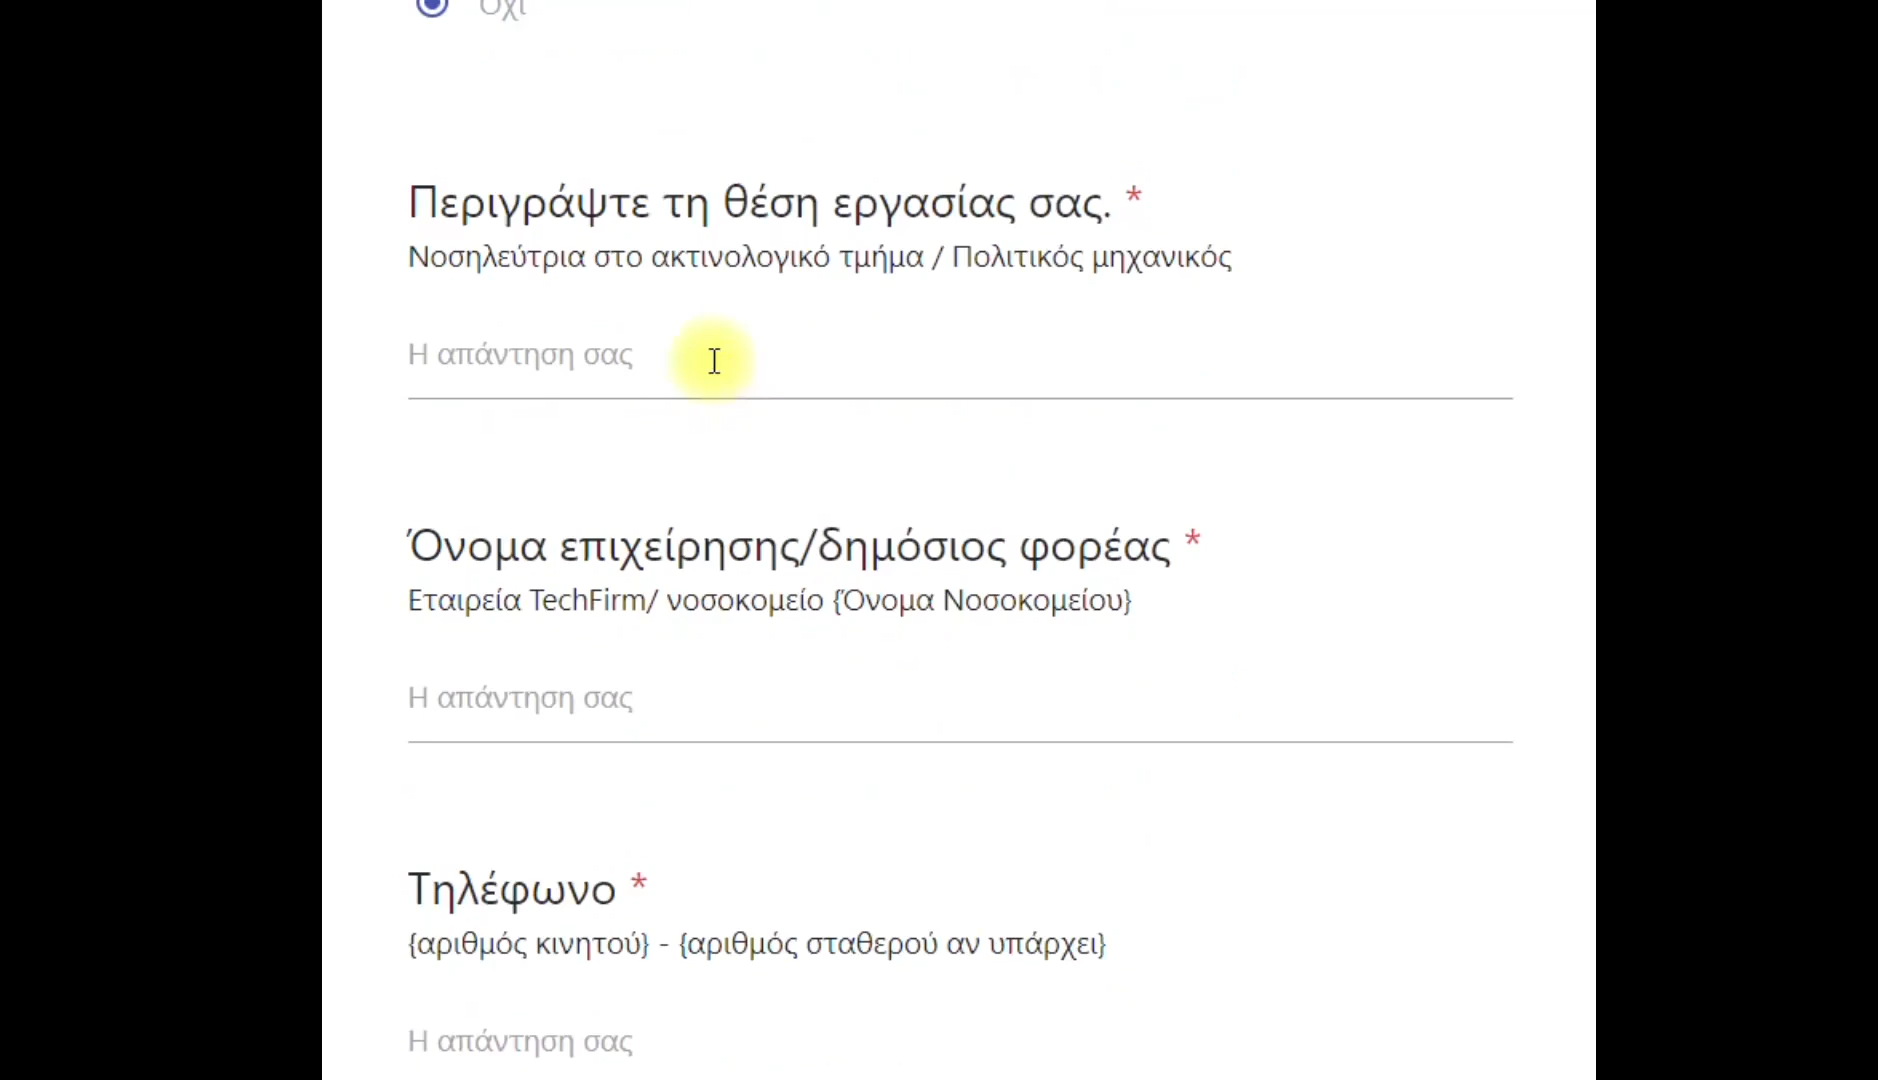 Όχι
Περιγράψτε τη θέση εργασίας σας. *
Νοσηλεύτρια στο ακτινολογικό τμήμα / Πολιτικός μηχανικός
Η απάντηση σας
Όνομα επιχείρησης/δημόσιος φορέας *
Εταιρεία TechFirm/ νοσοκομείο {Όνομα Νοσοκομείου}
Η απάντηση σας
Τηλέφωνο *
{αριθμός κινητού} - {αριθμός σταθερού αν υπάρχει}
Η απάντηση σας